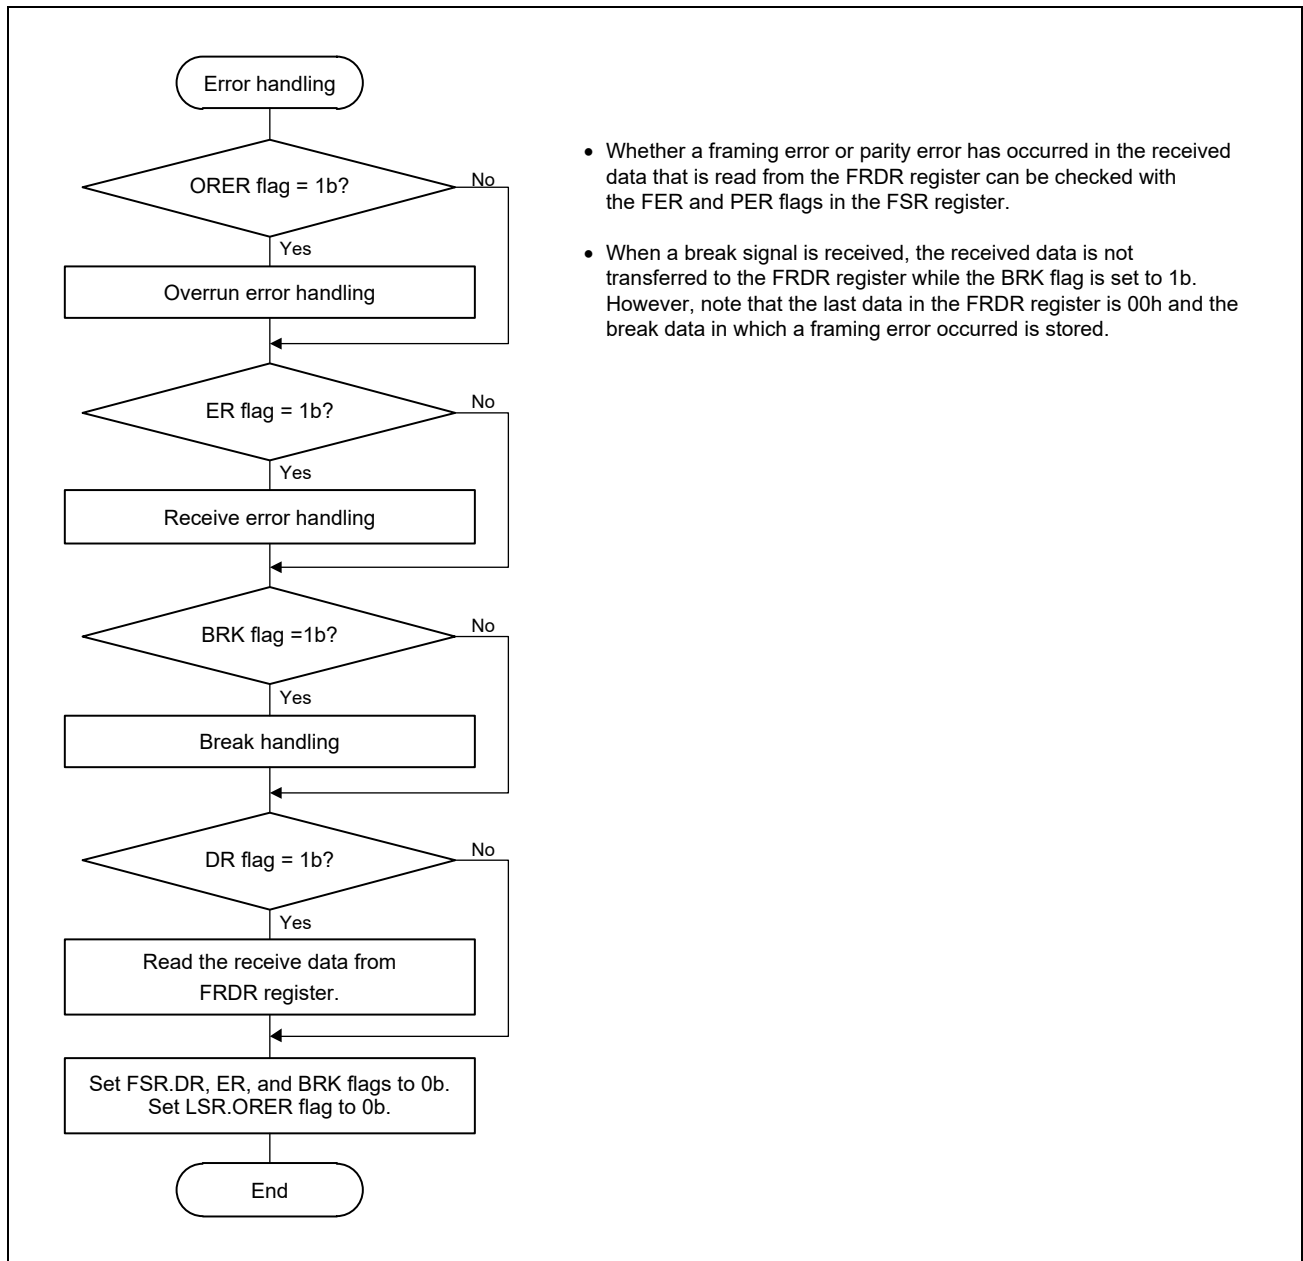 Error handling
ORER flag = 1b?
No
Yes
Overrun error handling
ER flag = 1b?
No
Yes
Receive error handling
BRK flag =1b?
No
Yes
Break handling
DR flag = 1b?
No
Yes
Read the receive data from
FRDR register.
Set FSR.DR, ER, and BRK flags to 0b.
Set LSR.ORER flag to 0b.
End
• Whether a framing error or parity error has occurred in the received
data that is read from the FRDR register can be checked with
the FER and PER flags in the FSR register.
• When a break signal is received, the received data is not
transferred to the FRDR register while the BRK flag is set to 1b.
However, note that the last data in the FRDR register is 00h and the
break data in which a framing error occurred is stored.